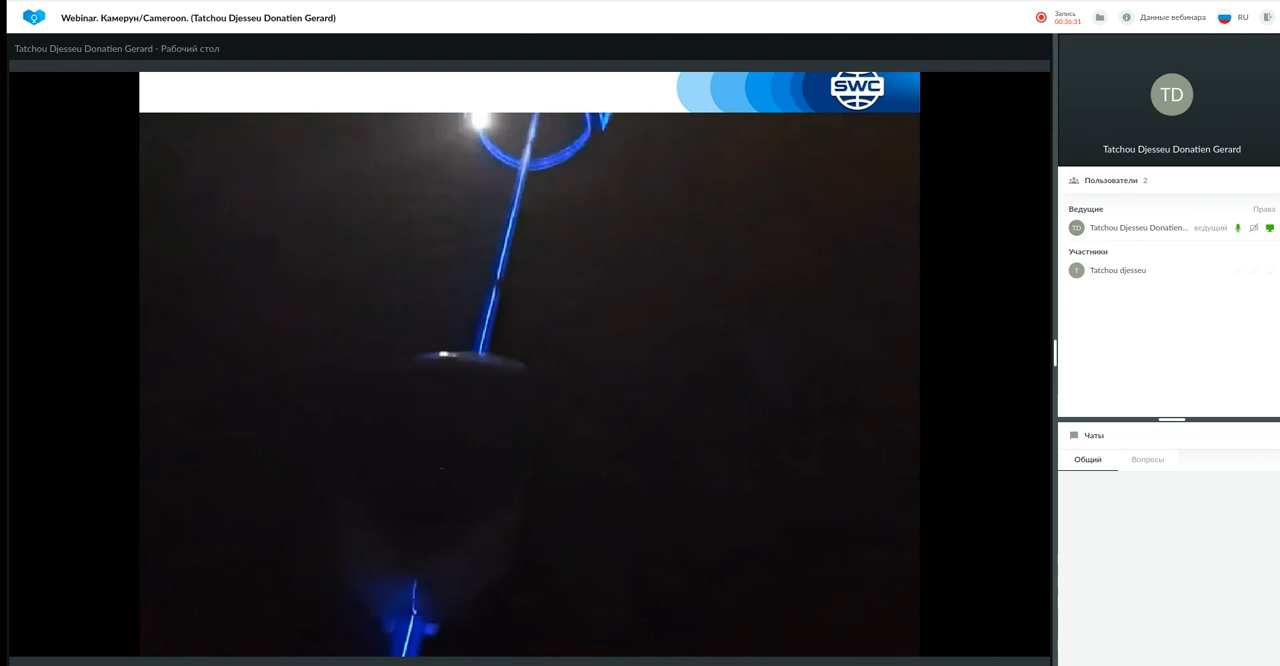 Webinar. Камерун/Cameroon. (Tatchou Djesseu Donatien Gerard)
Запись
00:36:31
Данные вебинара
RU
Tatchou Djesseu Donatien Gerard - Рабочий стол
SWC
TD
Tatchou Djesseu Donatien Gerard
Пользователи 2
Ведущие Права
TD Tatchou Djesseu Donatien... ведущий
Участники
T Tatchou djesseu
Чаты
Общий Вопросы